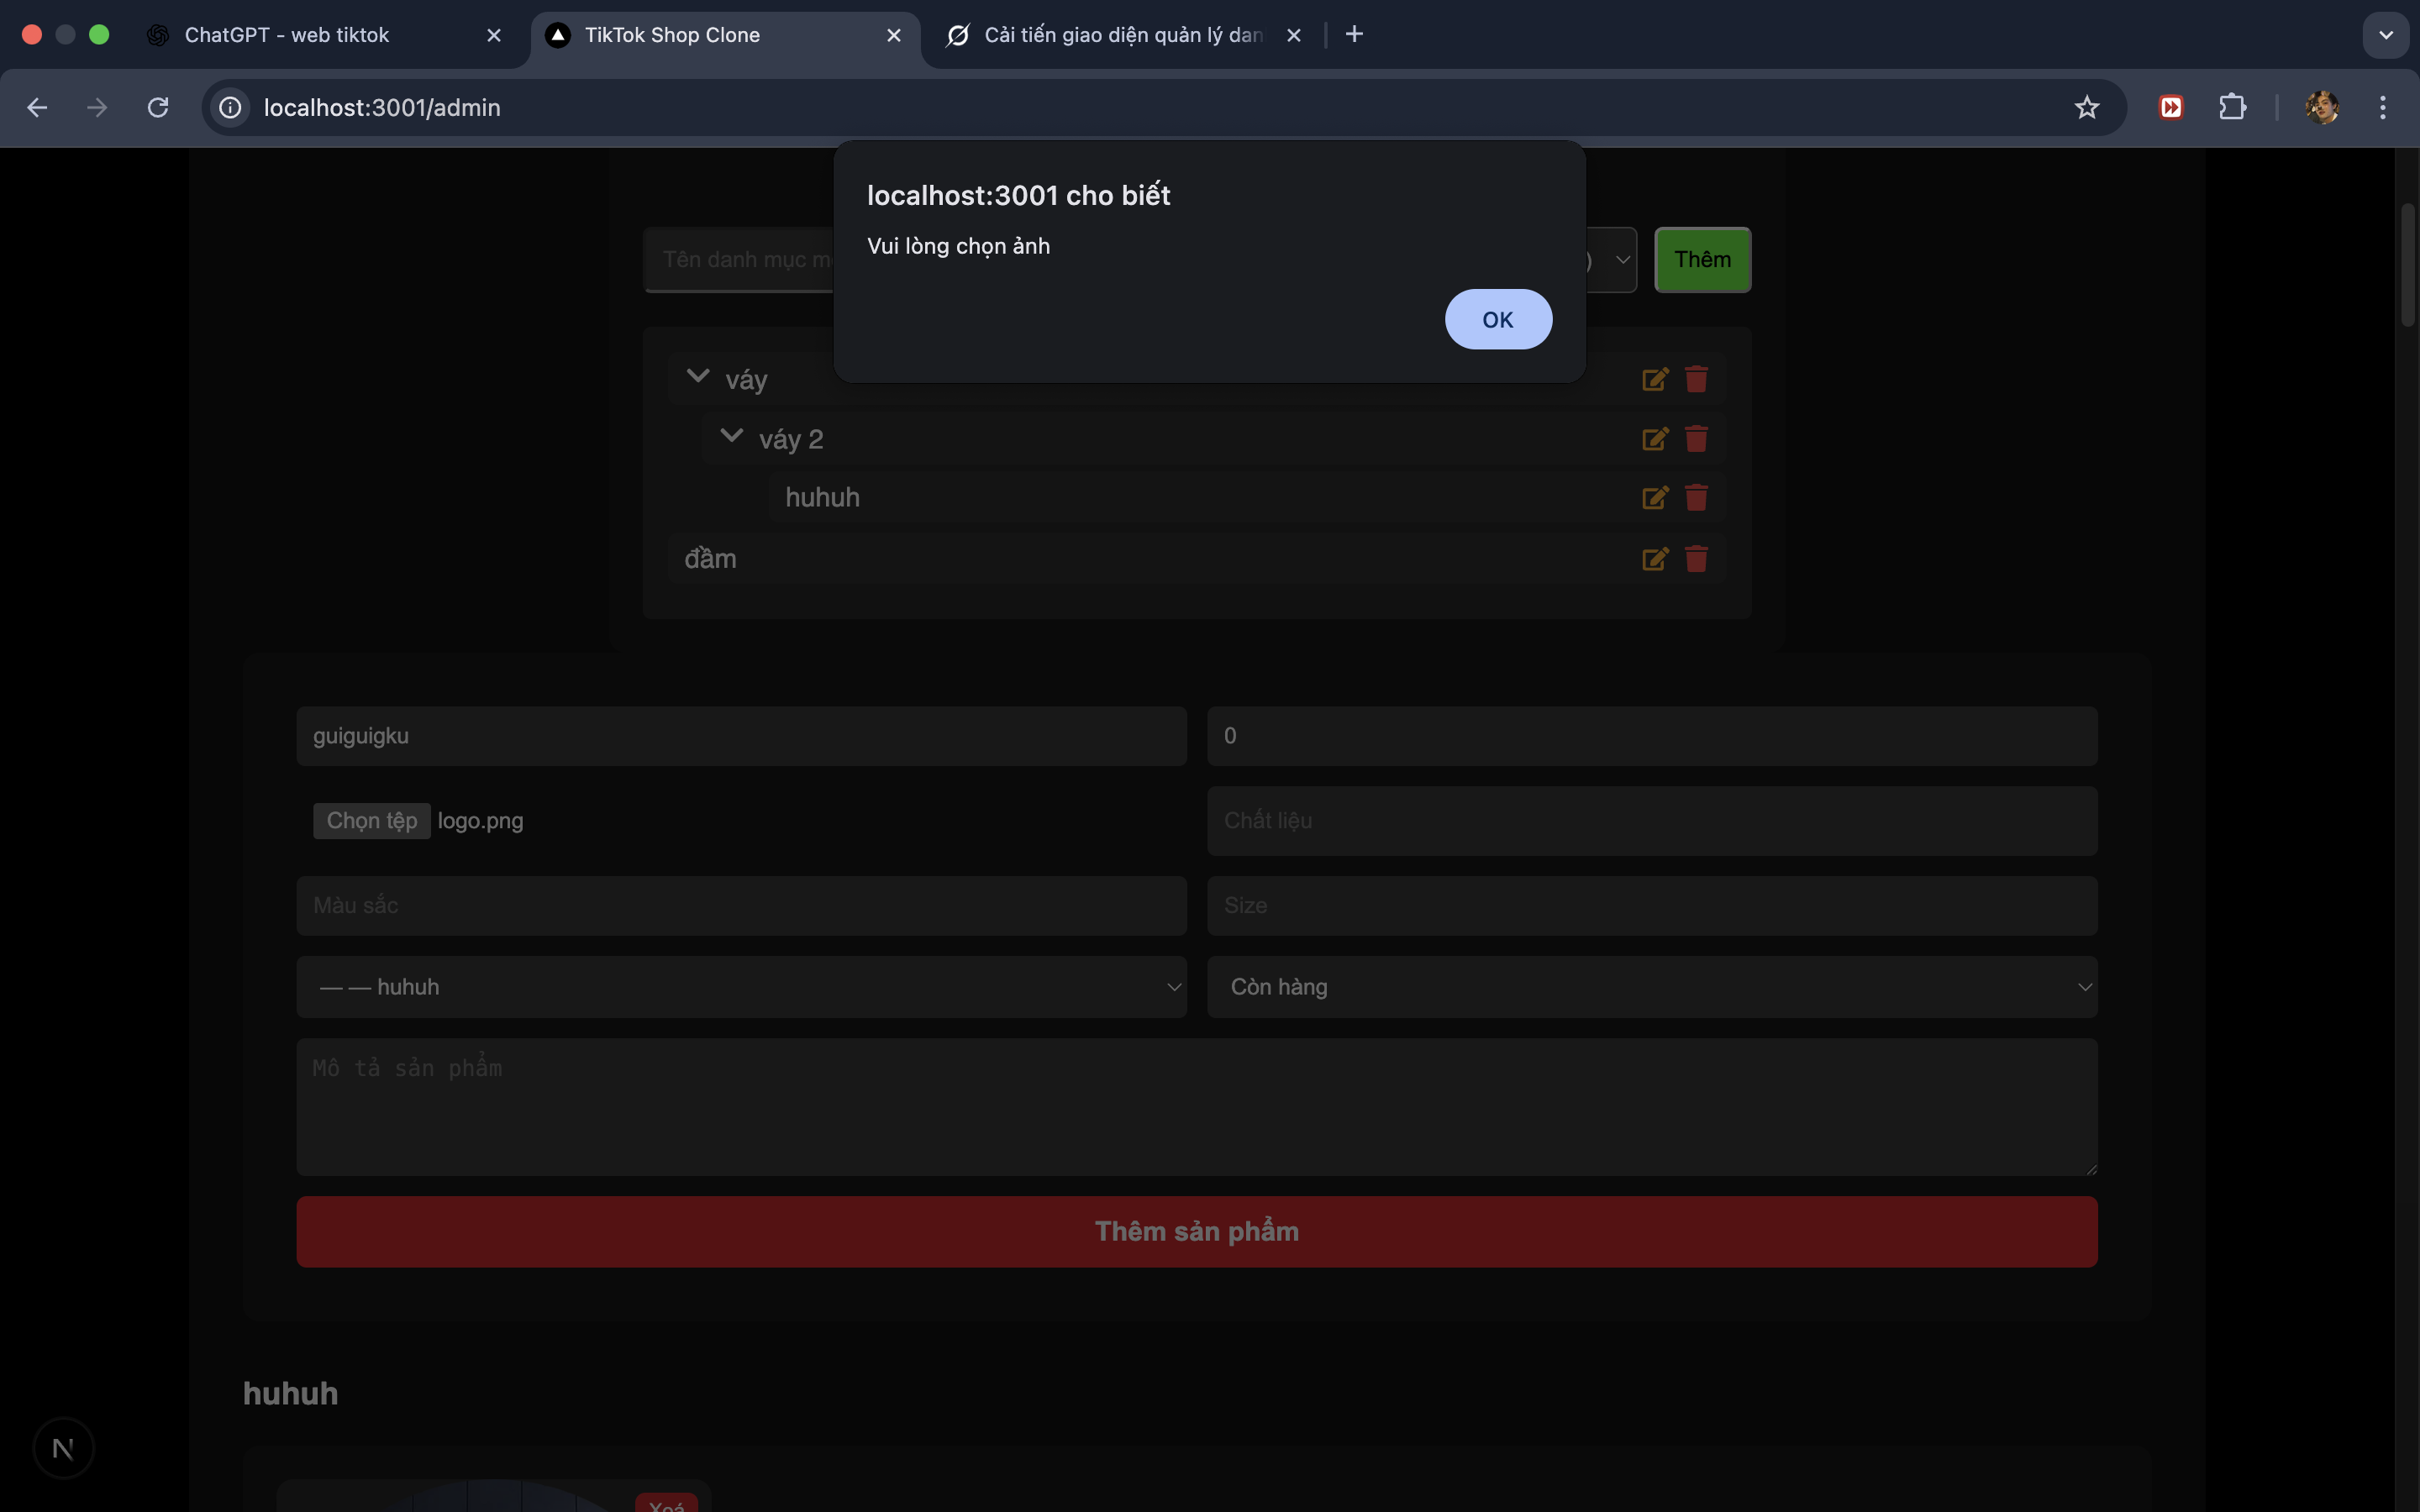 ChatGPT - web tiktok
TikTok Shop Clone
Cải tiến giao diện quản lý dan
localhost:3001/admin
localhost:3001 cho biết
Vui lòng chọn ảnh
OK
Tên danh mục m
)
Thêm
váy
váy 2
huhuh
đầm
guiguigku
0
Chọn tệp logo.png
Chất liệu
Màu sắc
Size
— — huhuh
Còn hàng
Mô tả sản phẩm
Thêm sản phẩm
huhuh
N
Xoá